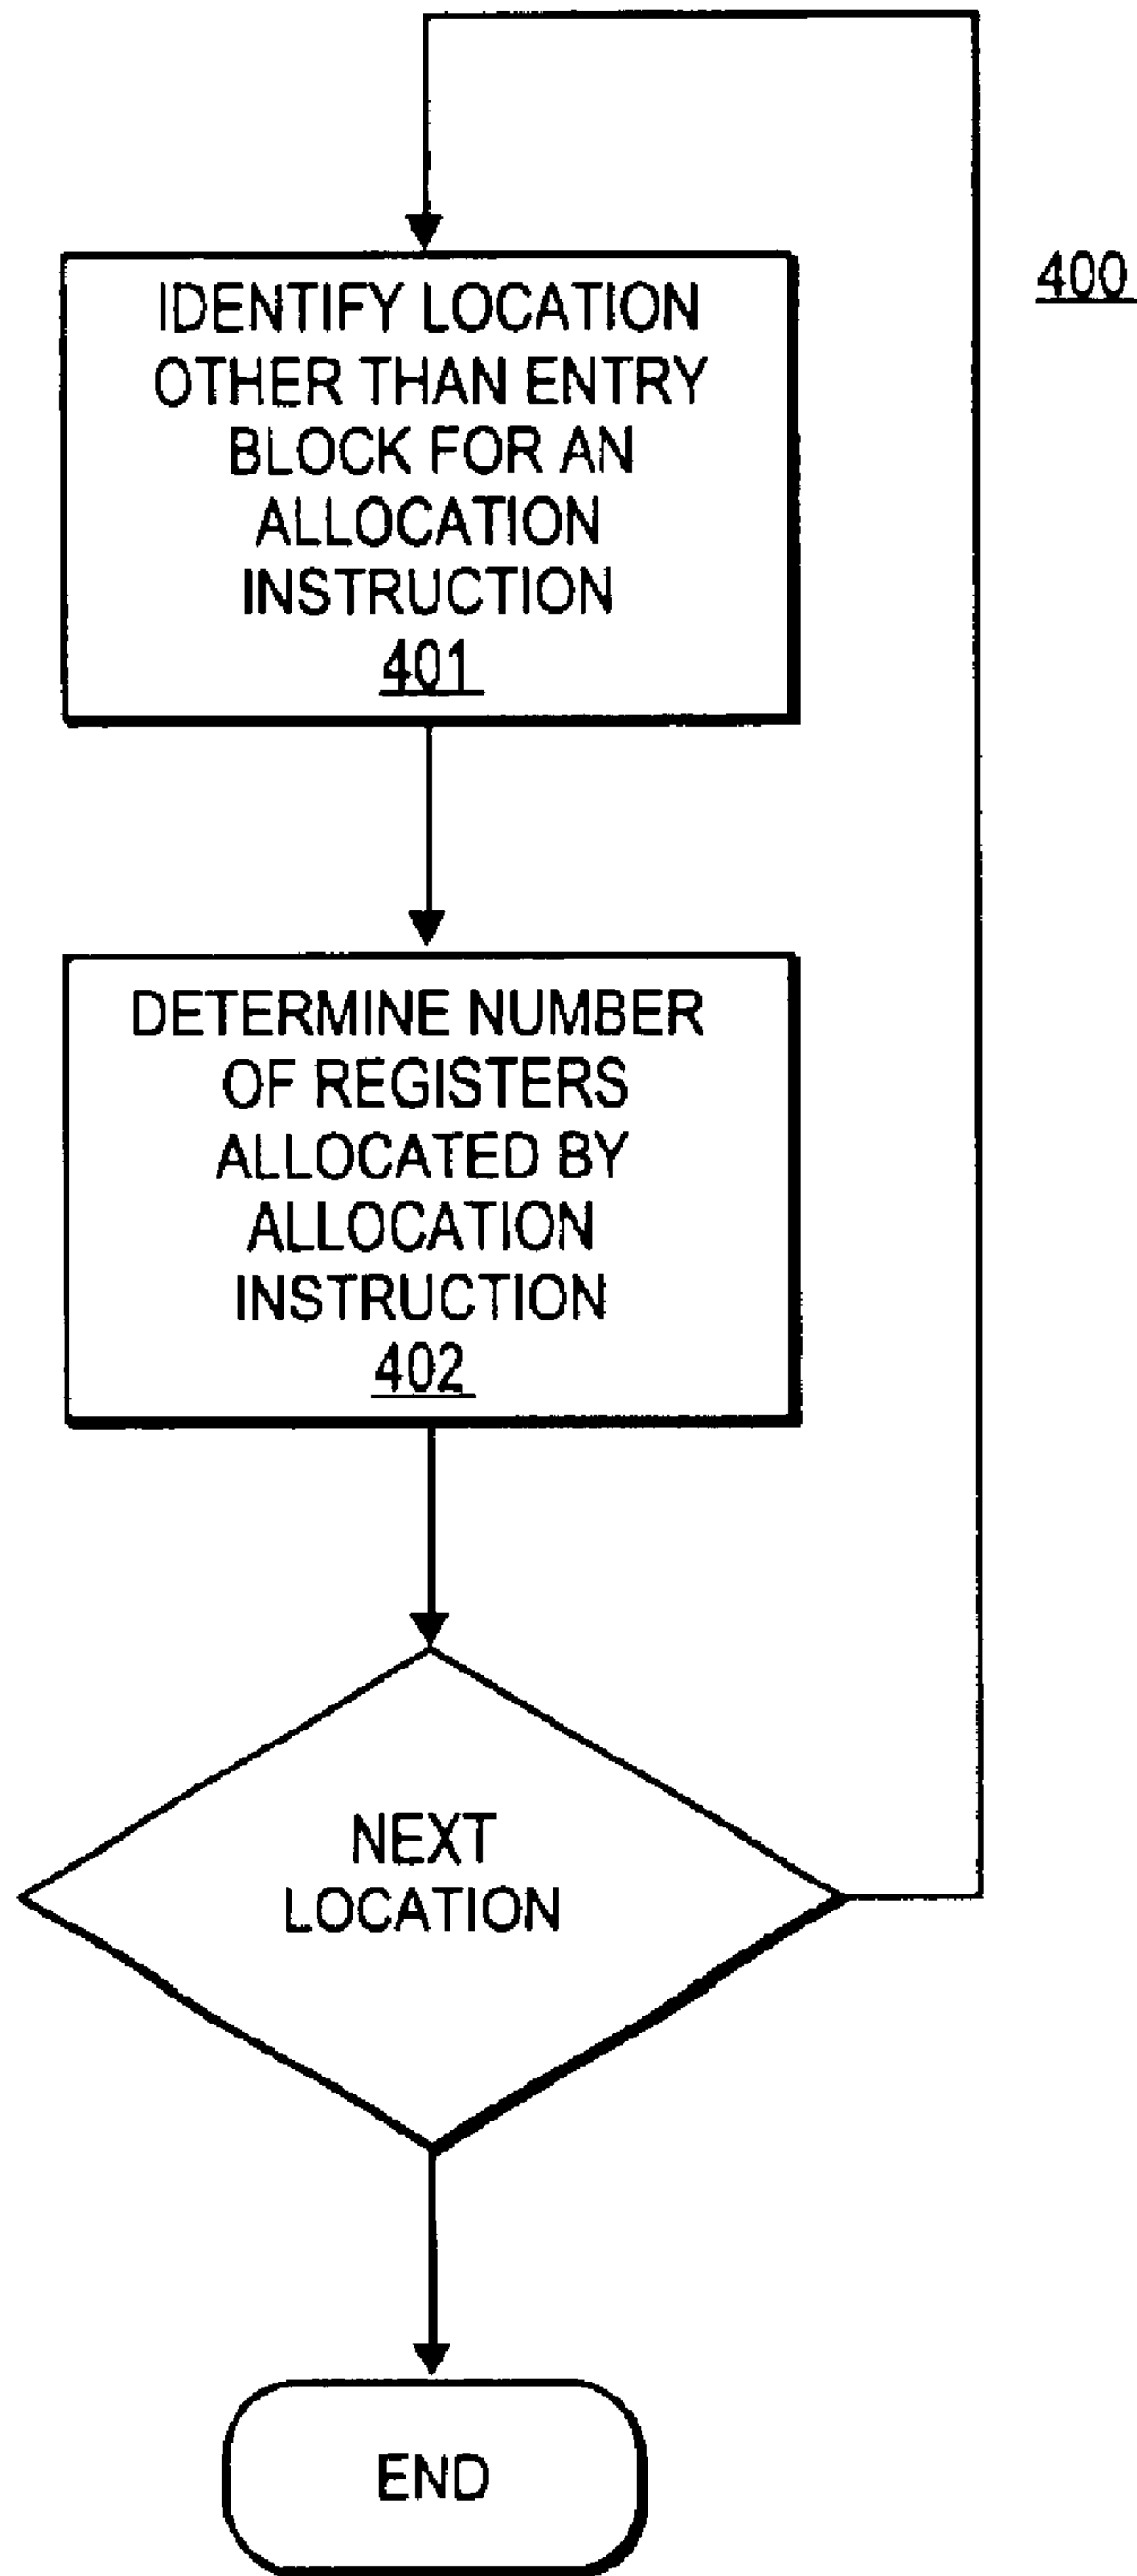 400
IDENTIFY LOCATION
OTHER THAN ENTRY
BLOCK FOR AN
ALLOCATION
INSTRUCTION
401
DETERMINE NUMBER
OF REGISTERS
ALLOCATED BY
ALLOCATION
INSTRUCTION
402
NEXT
LOCATION
END